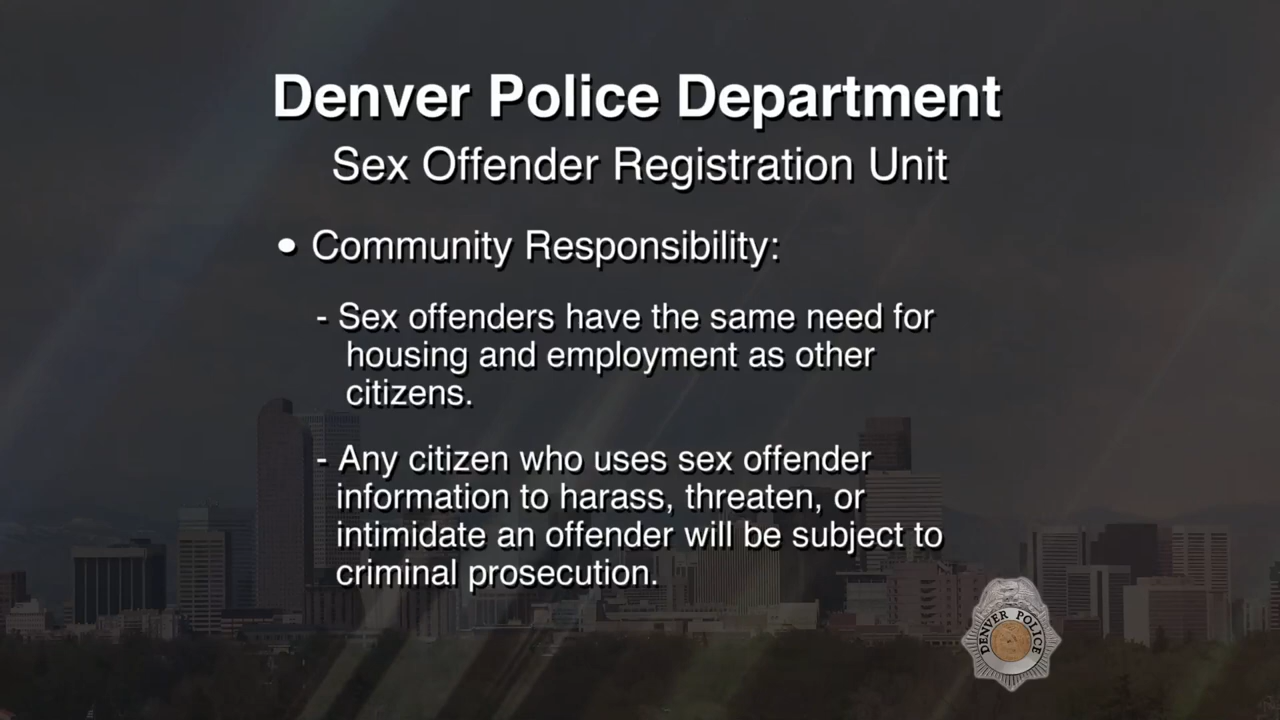 Denver Police Department
Sex Offender Registration Unit
• Community Responsibility:
- Sex offenders have the same need for
housing and employment as other
citizens.
- Any citizen who uses sex offender
information to harass, threaten, or
intimidate an offender will be subject to
criminal prosecution.
DENVER POLICE